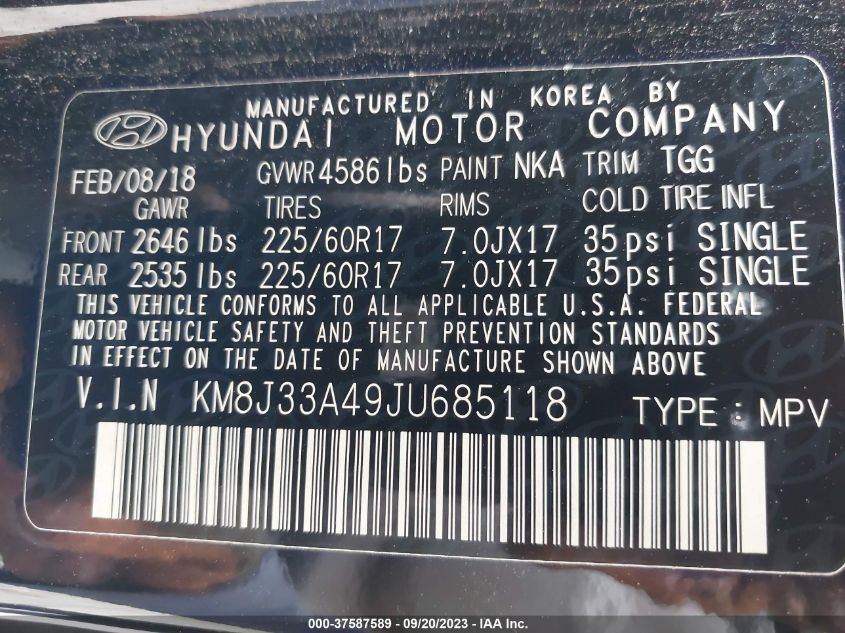 MANUFACTURED IN KOREA BY
HYUNDAI MOTOR COMPANY
FEB/08/18 GVWR 4586 lbs PAINT NKA TRIM TGG
GAWR TIRES RIMS COLD TIRE INFL
FRONT 2646 lbs 225/60R17 7.0JX17 35psi SINGLE
REAR 2535 lbs 225/60R17 7.0JX17 35psi SINGLE
THIS VEHICLE CONFORMS TO ALL APPLICABLE U.S.A. FEDERAL
MOTOR VEHICLE SAFETY AND THEFT PREVENTION STANDARDS
IN EFFECT ON THE DATE OF MANUFACTURE SHOWN ABOVE
V.I.N KM8J33A49JU685118 TYPE : MPV
000-37587589 - 09/20/2023 - IAA Inc.